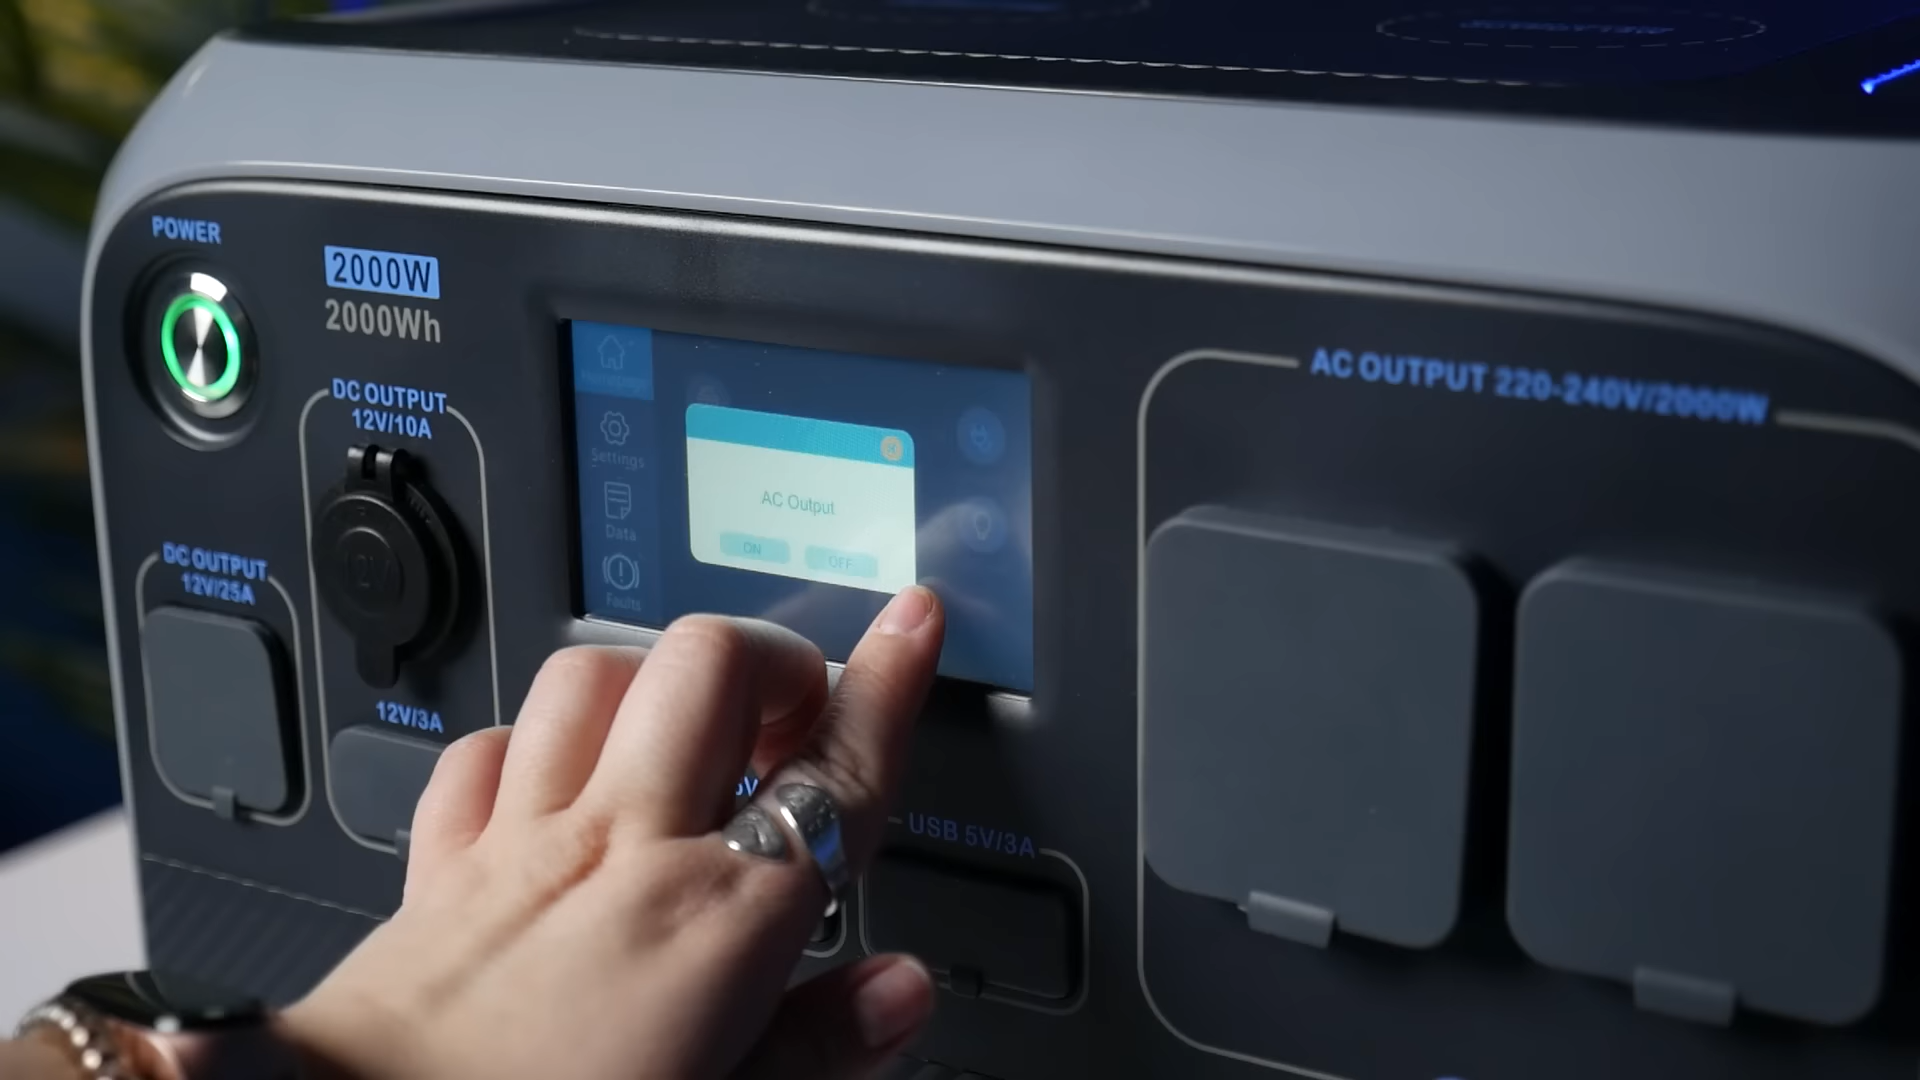 POWER
2000W
2000Wh
DC OUTPUT
12V/10A
DC OUTPUT
12V/25A
12V/3A
12V
Settings
Data
Faults
AC Output
ON
OFF
USB 5V/3A
AC OUTPUT 220-240V/2000W